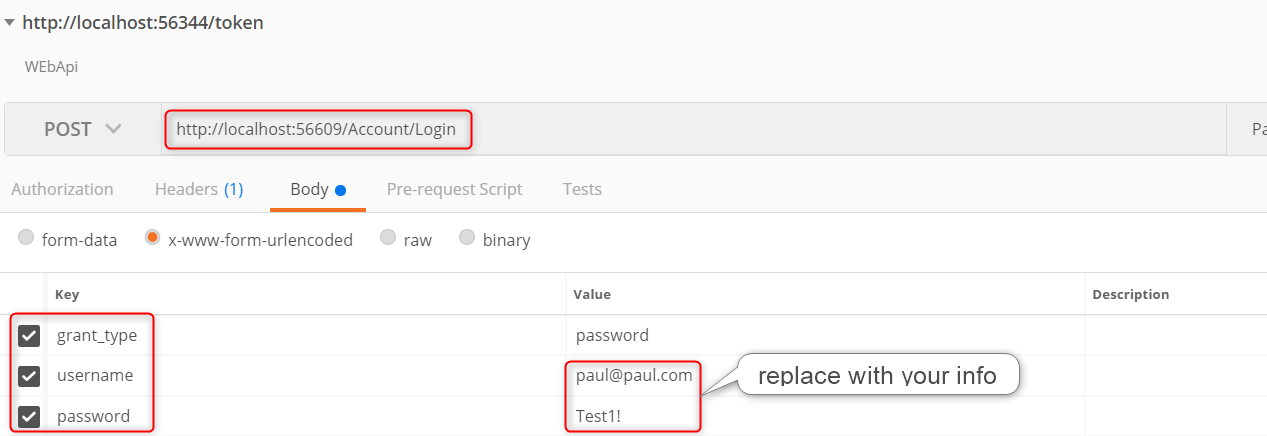 http://localhost:56344/token
WEbApi
POST http://localhost:56609/Account/Login Pa
Authorization Headers (1) Body Pre-request Script Tests
form-data x-www-form-urlencoded raw binary
Key Value Description
grant_type password
username paul@paul.com replace with your info
password Test1!